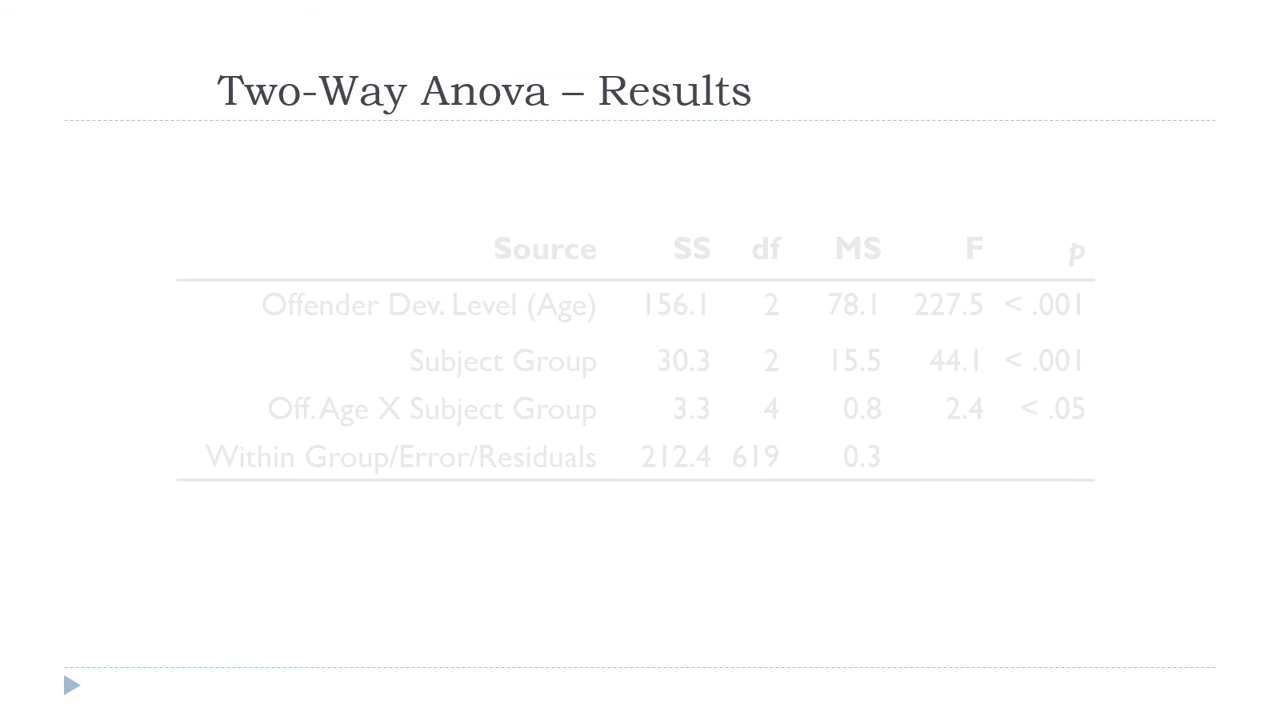 Two-Way Anova – Results
Source SS df MS F p
Offender Dev. Level (Age) 156.1 2 78.1 227.5 < .001
Subject Group 30.3 2 15.5 44.1 < .001
Off. Age X Subject Group 3.3 4 0.8 2.4 < .05
Within Group/Error/Residuals 212.4 619 0.3